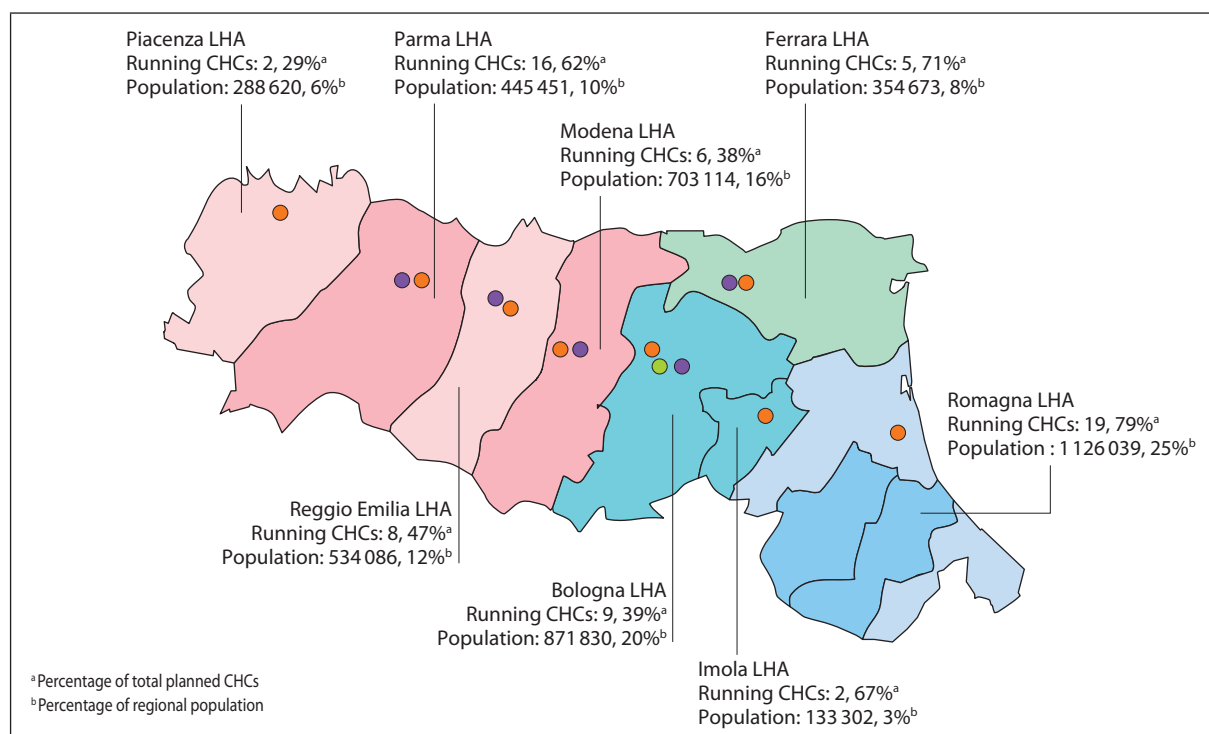 Piacenza LHA
Running CHCs: 2, 29%ᵃ
Population: 288 620, 6%ᵇ
Parma LHA
Running CHCs: 16, 62%ᵃ
Population: 445 451, 10%ᵇ
Ferrara LHA
Running CHCs: 5, 71%ᵃ
Population: 354 673, 8%ᵇ
Modena LHA
Running CHCs: 6, 38%ᵃ
Population: 703 114, 16%ᵇ
Romagna LHA
Running CHCs: 19, 79%ᵃ
Population : 1 126 039, 25%ᵇ
Reggio Emilia LHA
Running CHCs: 8, 47%ᵃ
Population: 534 086, 12%ᵇ
Bologna LHA
Running CHCs: 9, 39%ᵃ
Population: 871 830, 20%ᵇ
Imola LHA
Running CHCs: 2, 67%ᵃ
Population: 133 302, 3%ᵇ
ᵃ Percentage of total planned CHCs
ᵇ Percentage of regional population